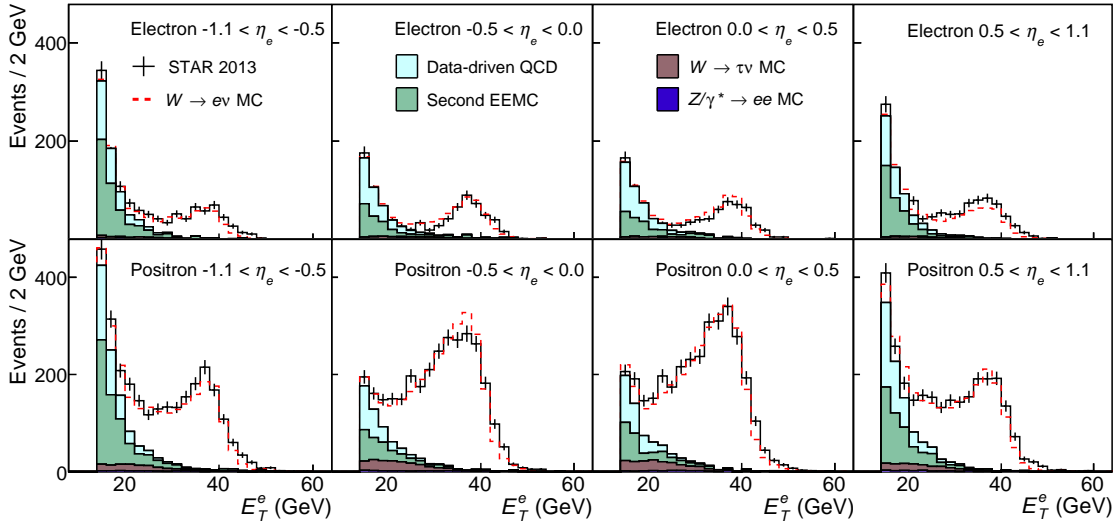 Events / 2 GeV
400
200
Electron -1.1 < η_e < -0.5
STAR 2013
W → eν MC
Electron -0.5 < η_e < 0.0
Data-driven QCD
Second EEMC
Electron 0.0 < η_e < 0.5
W → τν MC
Z/γ* → ee MC
Electron 0.5 < η_e < 1.1
Events / 2 GeV
400
200
0
Positron -1.1 < η_e < -0.5
Positron -0.5 < η_e < 0.0
Positron 0.0 < η_e < 0.5
Positron 0.5 < η_e < 1.1
20 40 60 20 40 60 20 40 60 20 40 60
E_T^e (GeV) E_T^e (GeV) E_T^e (GeV) E_T^e (GeV)